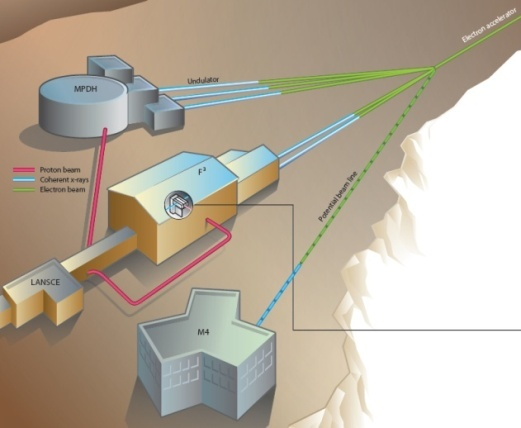 Electron accelerator
Undulator
MPDH
Proton beam
Coherent x-rays
Electron beam
F³
Potential beam line
LANSCE
M4